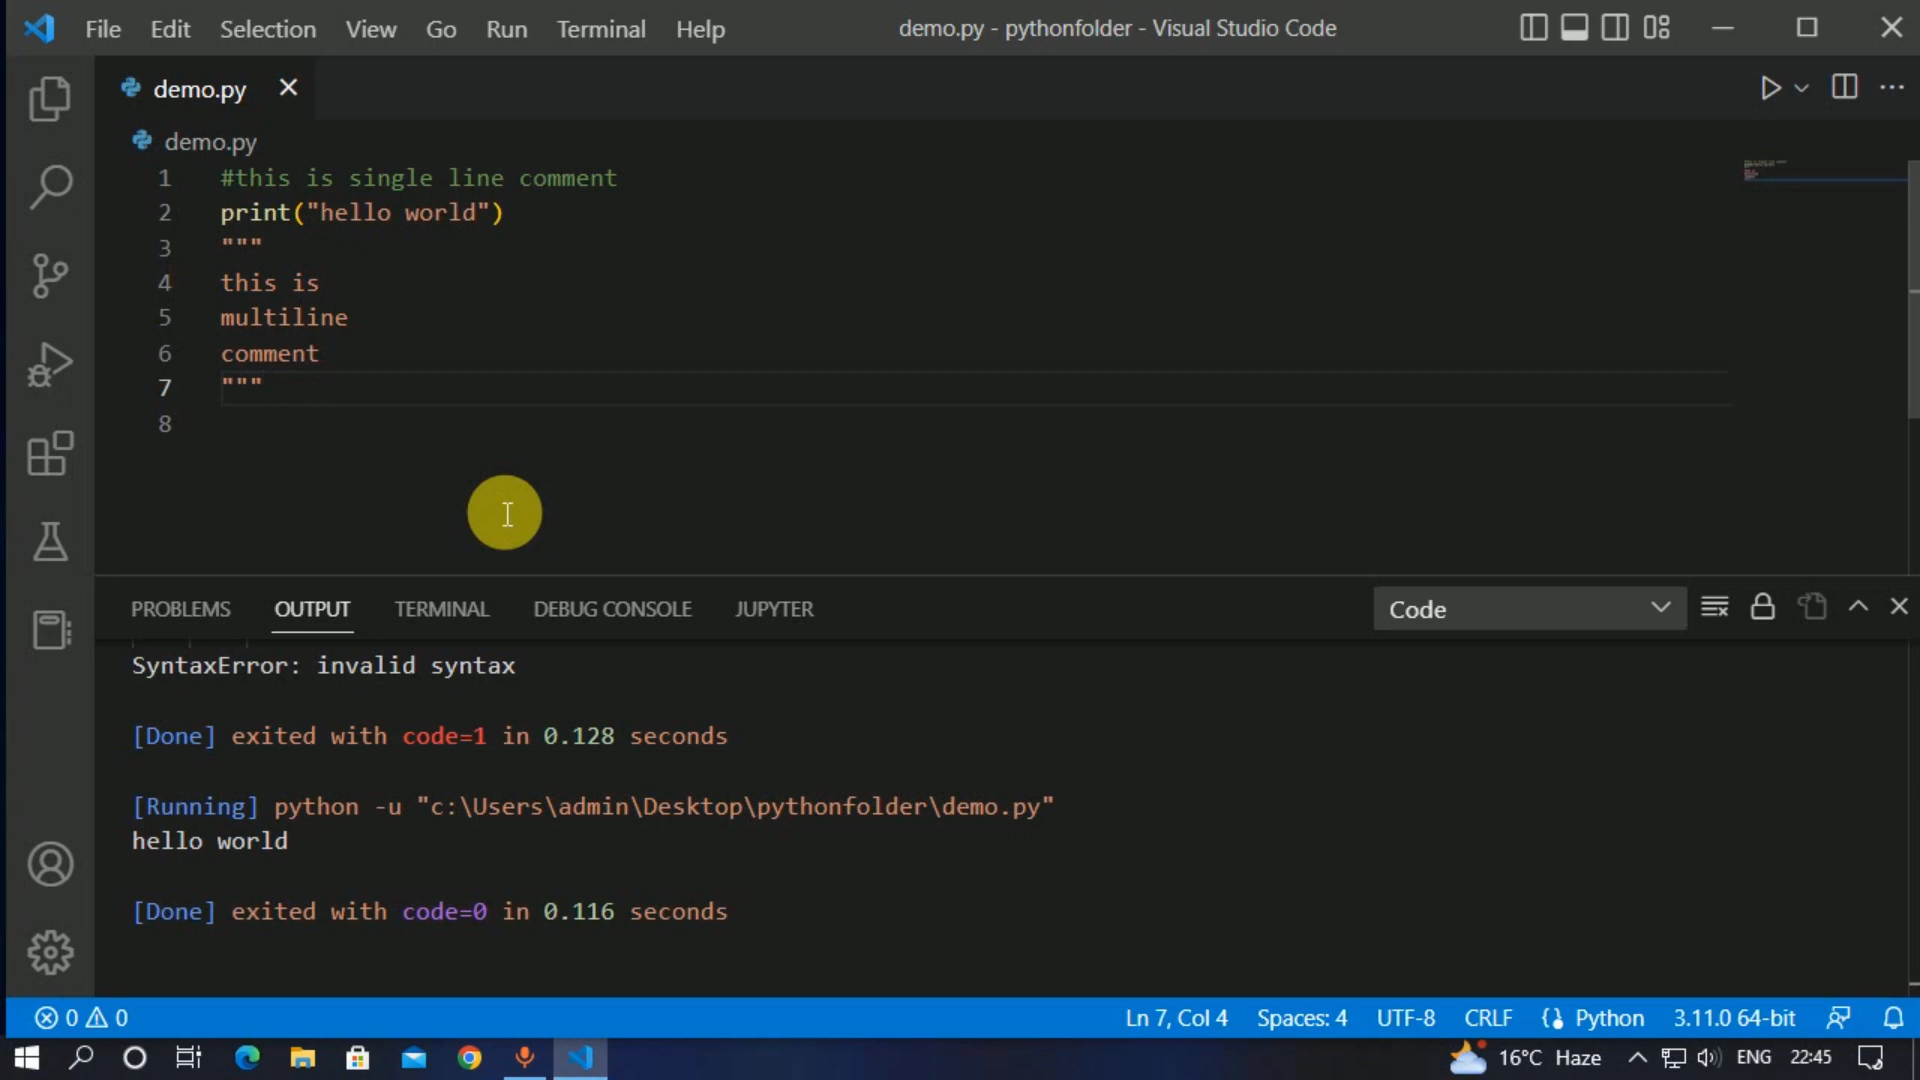 File Edit Selection View Go Run Terminal Help demo.py - pythonfolder - Visual Studio Code
demo.py
demo.py
1 #this is single line comment
2 print("hello world")
3 """
4 this is
5 multiline
6 comment
7 """
8
PROBLEMS OUTPUT TERMINAL DEBUG CONSOLE JUPYTER Code
SyntaxError: invalid syntax
[Done] exited with code=1 in 0.128 seconds
[Running] python -u "c:\Users\admin\Desktop\pythonfolder\demo.py"
hello world
[Done] exited with code=0 in 0.116 seconds
0 0 Ln 7, Col 4 Spaces: 4 UTF-8 CRLF Python 3.11.0 64-bit
16°C Haze ENG 22:45